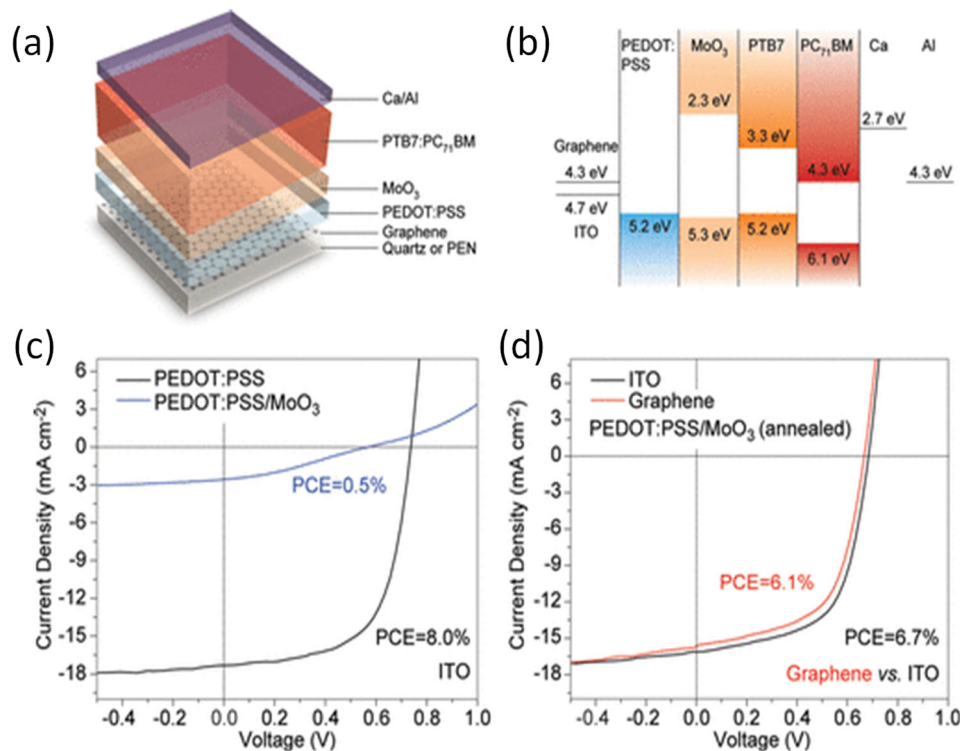 (a)
Ca/Al
PTB7:PC71BM
MoO3
PEDOT:PSS
Graphene
Quartz or PEN
(b)
PEDOT:
PSS
MoO3
PTB7
PC71BM
Ca
Al
2.3 eV
2.7 eV
3.3 eV
Graphene
4.3 eV
4.3 eV
4.3 eV
4.7 eV
ITO
5.2 eV
5.3 eV
5.2 eV
6.1 eV
(c)
PEDOT:PSS
PEDOT:PSS/MoO3
PCE=0.5%
PCE=8.0%
ITO
Current Density (mA cm-2)
6
3
0
-3
-6
-9
-12
-15
-18
-0.4 -0.2 0.0 0.2 0.4 0.6 0.8 1.0
Voltage (V)
(d)
ITO
Graphene
PEDOT:PSS/MoO3 (annealed)
PCE=6.1%
PCE=6.7%
Graphene vs. ITO
Current Density (mA cm-2)
6
3
0
-3
-6
-9
-12
-15
-18
-0.4 -0.2 0.0 0.2 0.4 0.6 0.8 1.0
Voltage (V)